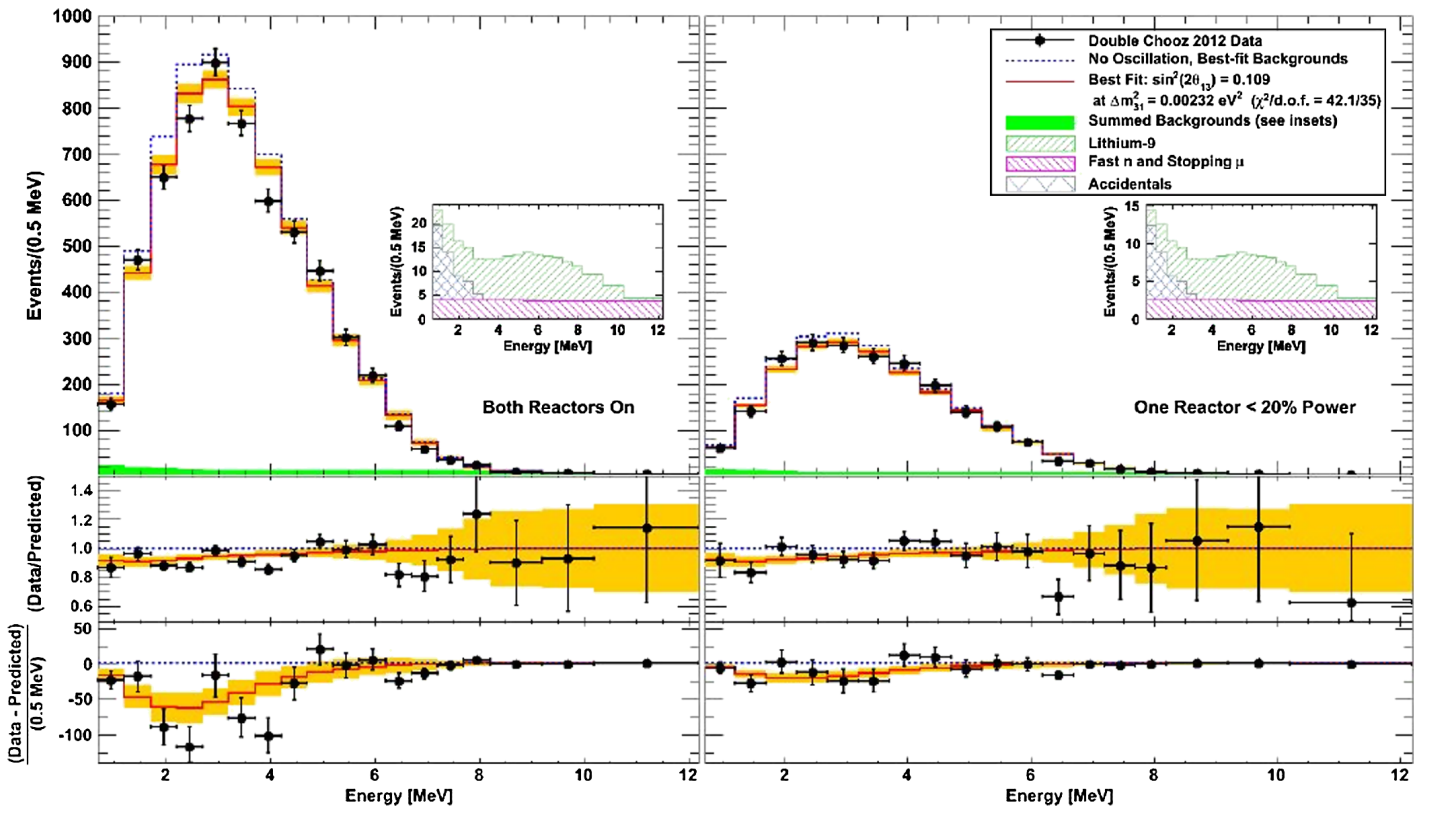 1000
900
800
700
600
500
400
300
200
100
Events/(0.5 MeV)
20
15
10
5
0
Events/(0.5 MeV)
2 4 6 8 10 12
Energy [MeV]
Both Reactors On
Double Chooz 2012 Data
No Oscillation, Best-fit Backgrounds
Best Fit: sin²(2θ₁₃) = 0.109
at Δm²₃₁ = 0.00232 eV² (χ²/d.o.f. = 42.1/35)
Summed Backgrounds (see insets)
Lithium-9
Fast n and Stopping μ
Accidentals
15
10
5
0
Events/(0.5 MeV)
2 4 6 8 10 12
Energy [MeV]
One Reactor < 20% Power
1.4
1.2
1.0
0.8
0.6
(Data/Predicted)
50
0
-50
-100
(Data - Predicted)
(0.5 MeV)
2 4 6 8 10 12
Energy [MeV]
2 4 6 8 10 12
Energy [MeV]